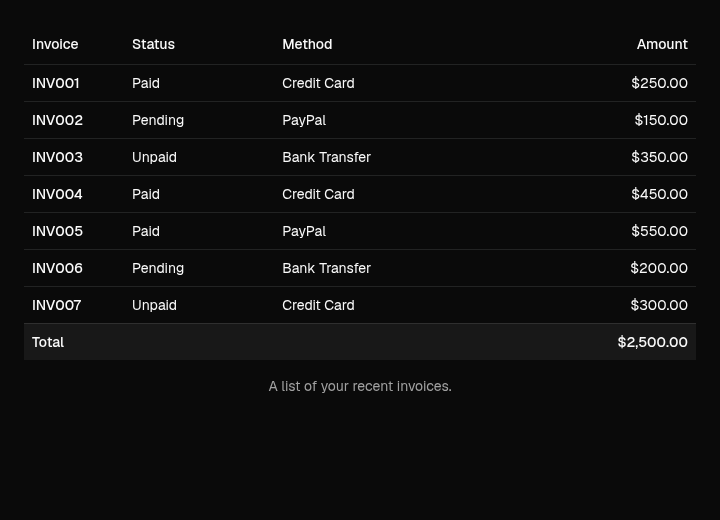 Invoice Status Method Amount
INV001 Paid Credit Card $250.00
INV002 Pending PayPal $150.00
INV003 Unpaid Bank Transfer $350.00
INV004 Paid Credit Card $450.00
INV005 Paid PayPal $550.00
INV006 Pending Bank Transfer $200.00
INV007 Unpaid Credit Card $300.00
Total $2,500.00
A list of your recent invoices.